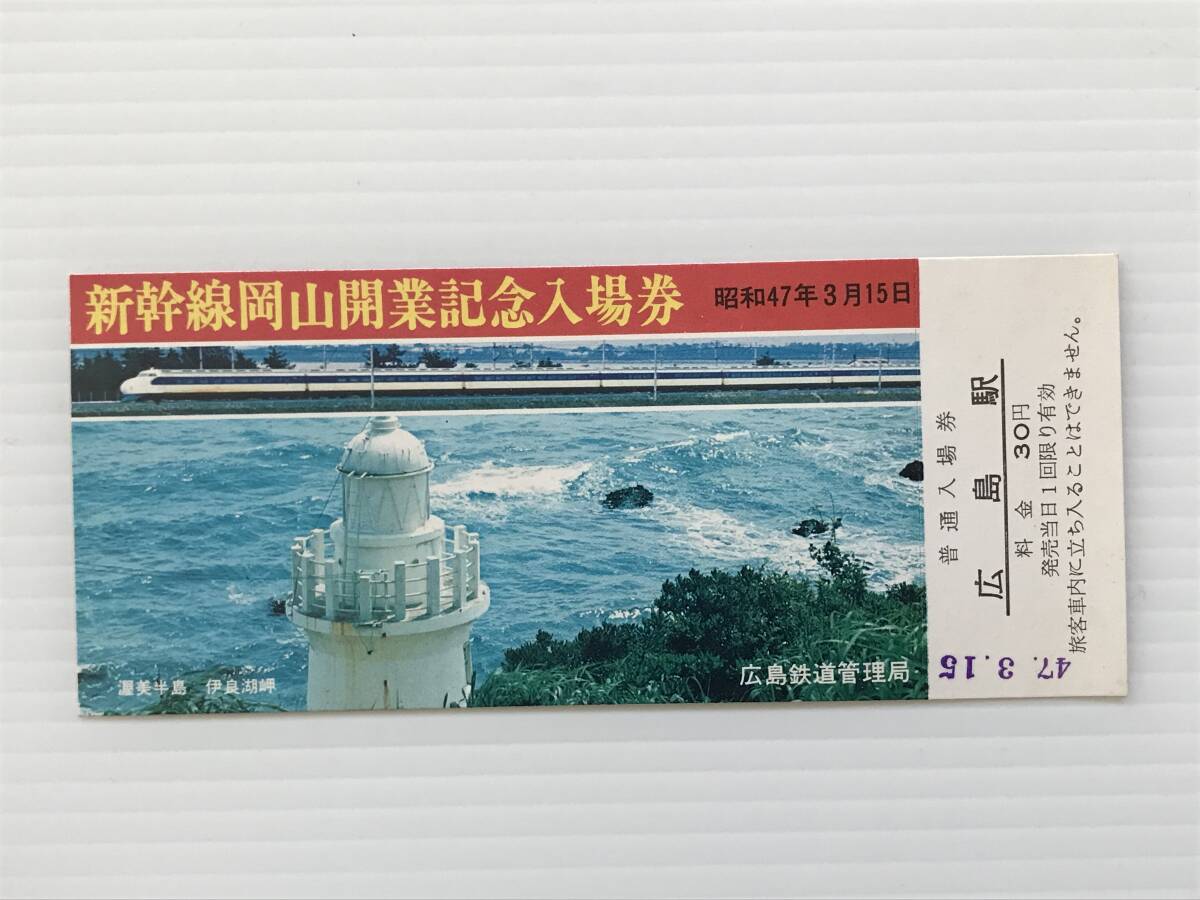 新幹線岡山開業記念入場券 昭和47年3月15日
渥美半島 伊良湖岬
広島鉄道管理局
普通入場券
広島駅
料金 30円
発売当日1回限り有効
旅客車内に立ち入ることはできません。
47.3.15